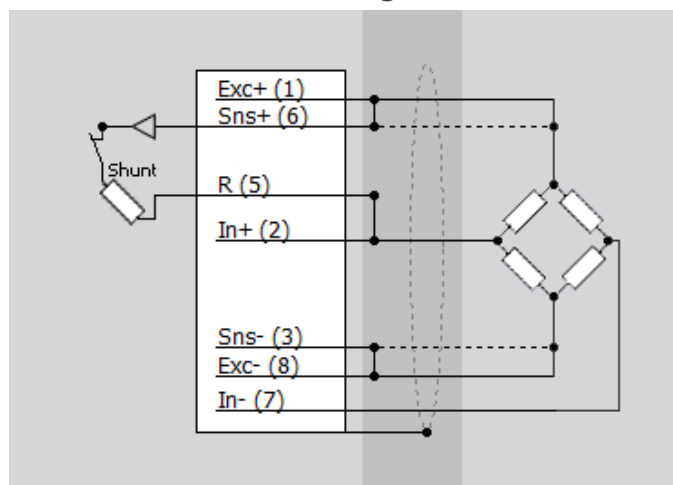 Exc+ (1)
Sns+ (6)
Shunt
R (5)
In+ (2)
Sns- (3)
Exc- (8)
In- (7)